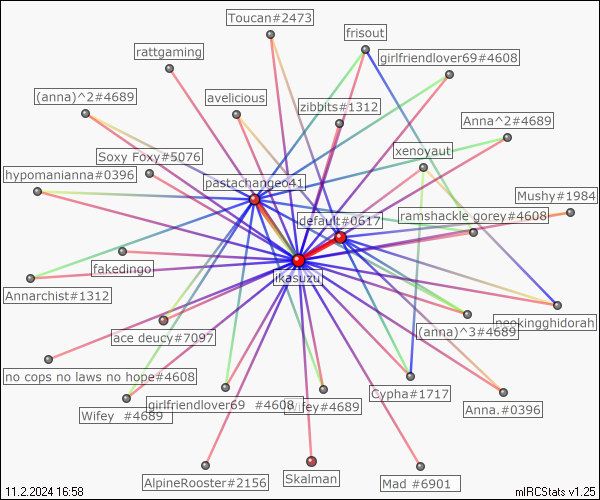 Toucan#2473
frisout
rattgaming
girlfriendlover69#4608
(anna)^2#4689
avelicious
zibbits#1312
Anna^2#4689
Soxy Foxy#5076
xenoyaut
hypomanianna#0396
pastachange041
Mushy#1984
default#0617
ramshackle gorey#4608
fakedingo
ikasuzu
Annarchist#1312
peekingghidorah
(anna)^3#4689
ace deucy#7097
no cops no laws no hope#4608
Cypha#1717
girlfriendlover69 #4608
Wifey#4689
Wifey #4689
Anna.#0396
AlpineRooster#2156
Skalman
Mad #6901
11.2.2024 16:58
mIRCStats v1.25